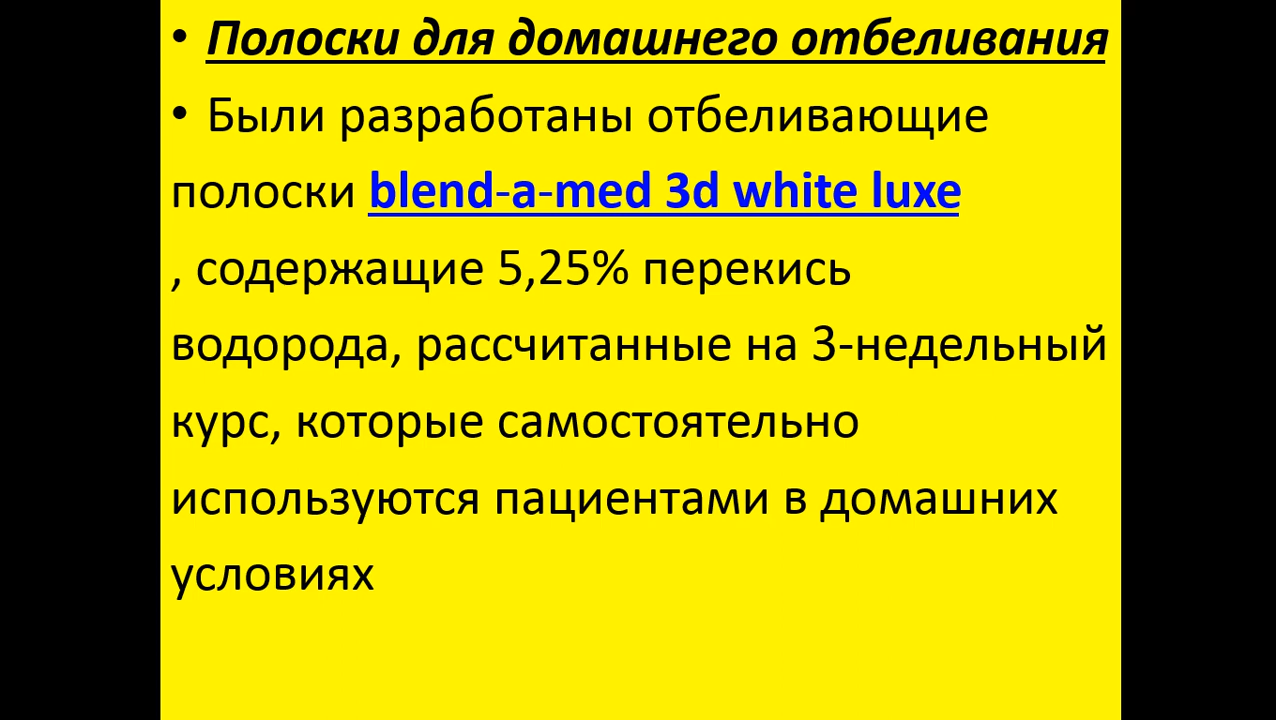 • Полоски для домашнего отбеливания
• Были разработаны отбеливающие
полоски blend-a-med 3d white luxe
, содержащие 5,25% перекись
водорода, рассчитанные на 3-недельный
курс, которые самостоятельно
используются пациентами в домашних
условиях